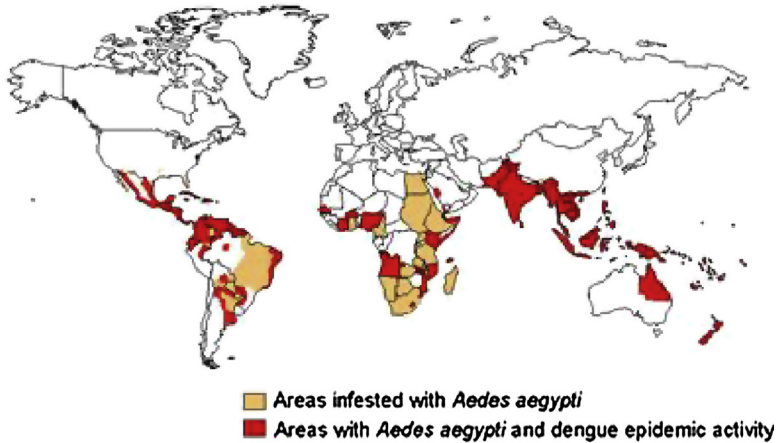 Areas infested with Aedes aegypti
Areas with Aedes aegypti and dengue epidemic activity